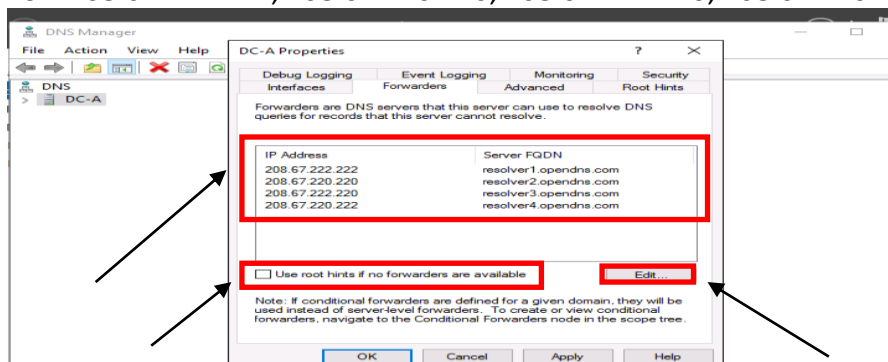 DNS Manager
File Action View Help
DNS
DC-A
DC-A Properties ? ×
Debug Logging Event Logging Monitoring Security
Interfaces Forwarders Advanced Root Hints
Forwarders are DNS servers that this server can use to resolve DNS
queries for records that this server cannot resolve.
IP Address Server FQDN
208.67.222.222 resolver1.opendns.com
208.67.220.220 resolver2.opendns.com
208.67.222.220 resolver3.opendns.com
208.67.220.222 resolver4.opendns.com
Use root hints if no forwarders are available Edit...
Note: If conditional forwarders are defined for a given domain, they will be
used instead of server-level forwarders. To create or view conditional
forwarders, navigate to the Conditional Forwarders node in the scope tree.
OK Cancel Apply Help